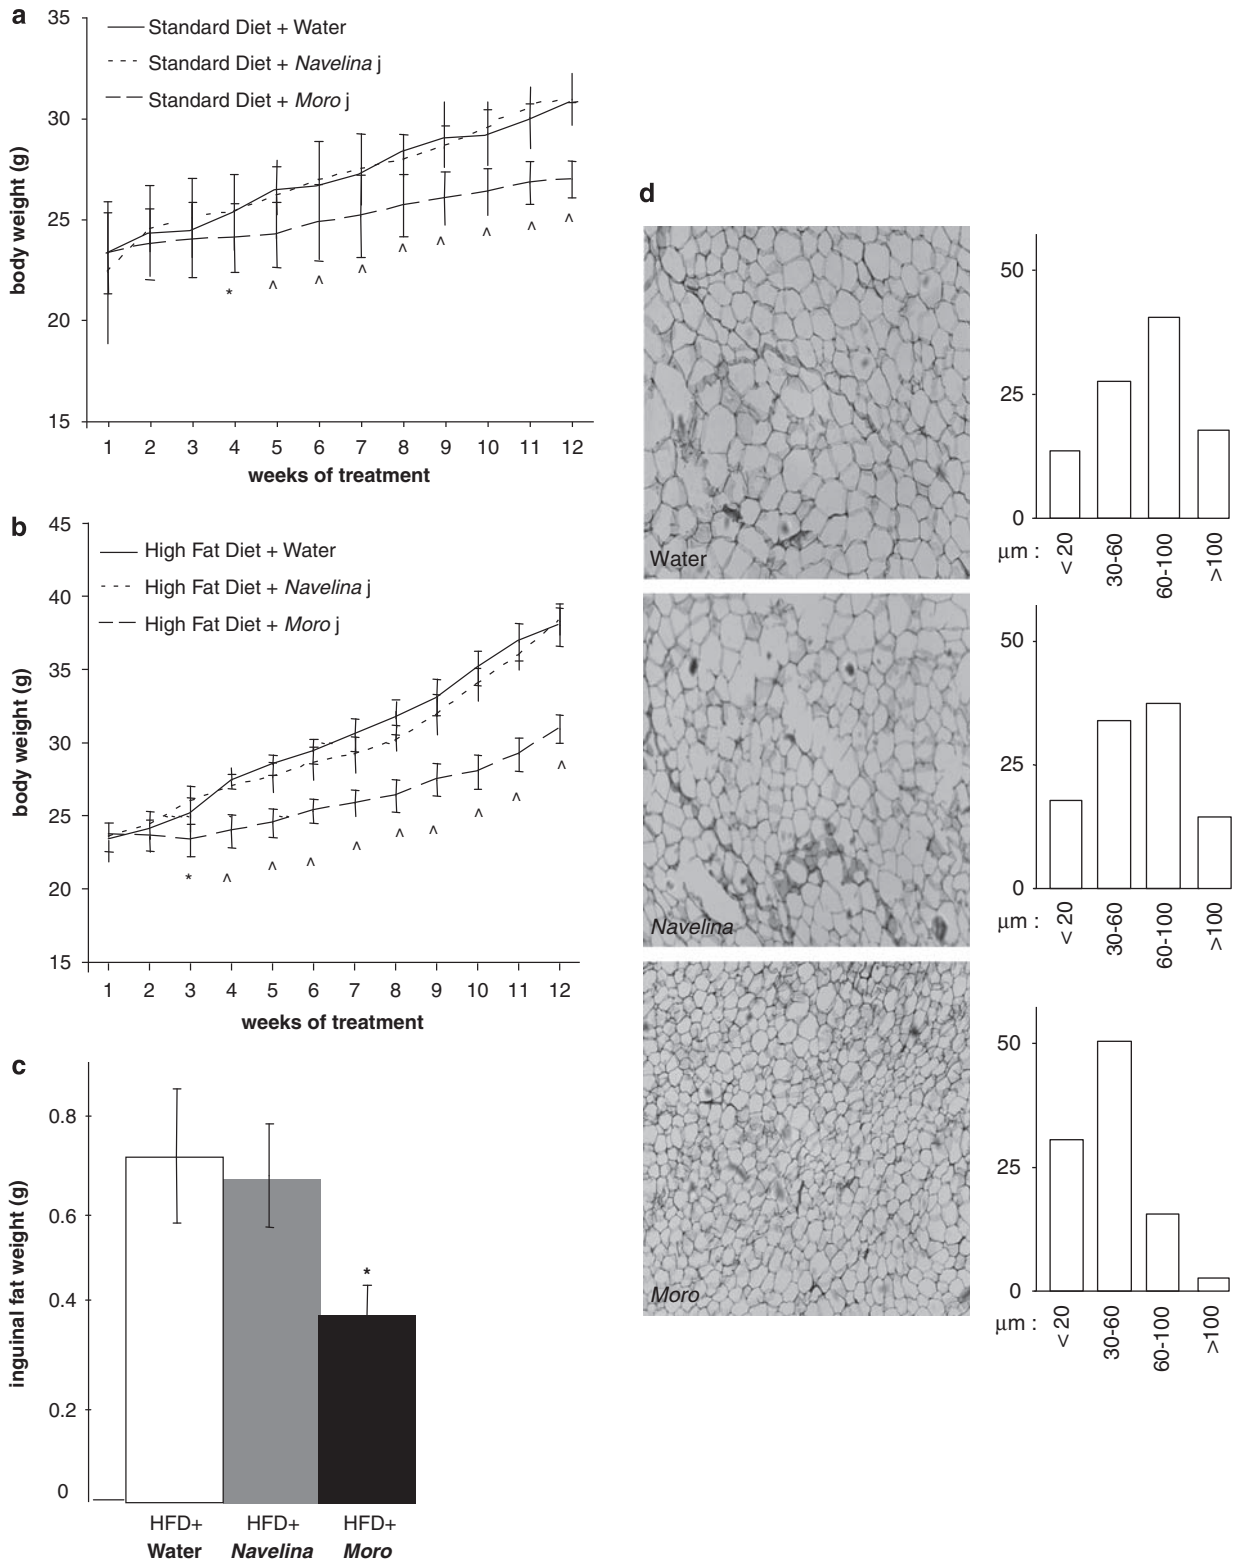 a
35
30
25
20
15
body weight (g)
Standard Diet + Water
Standard Diet + Navelina j
Standard Diet + Moro j
* ^ ^ ^ ^ ^ ^ ^ ^
1 2 3 4 5 6 7 8 9 10 11 12
weeks of treatment
b
45
40
35
30
25
20
15
body weight (g)
High Fat Diet + Water
High Fat Diet + Navelina j
High Fat Diet + Moro j
* ^ ^ ^ ^ ^ ^ ^ ^ ^
1 2 3 4 5 6 7 8 9 10 11 12
weeks of treatment
c
0.8
0.6
0.4
0.2
0
inguinal fat weight (g)
*
HFD+ HFD+ HFD+
Water Navelina Moro
d
Water
50
25
0
μm : < 20 30-60 60-100 >100
Navelina
50
25
0
μm : < 20 30-60 60-100 >100
Moro
50
25
0
μm : < 20 30-60 60-100 >100